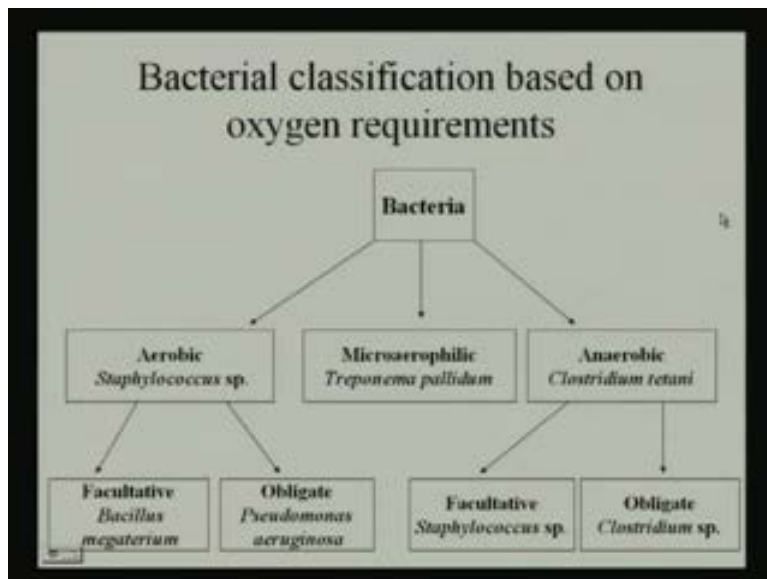 Bacterial classification based on
oxygen requirements
Bacteria
Aerobic
Staphylococcus sp.
Microaerophilic
Treponema pallidum
Anaerobic
Clostridium tetani
Facultative
Bacillus
megaterium
Obligate
Pseudomonas
aeruginosa
Facultative
Staphylococcus sp.
Obligate
Clostridium sp.